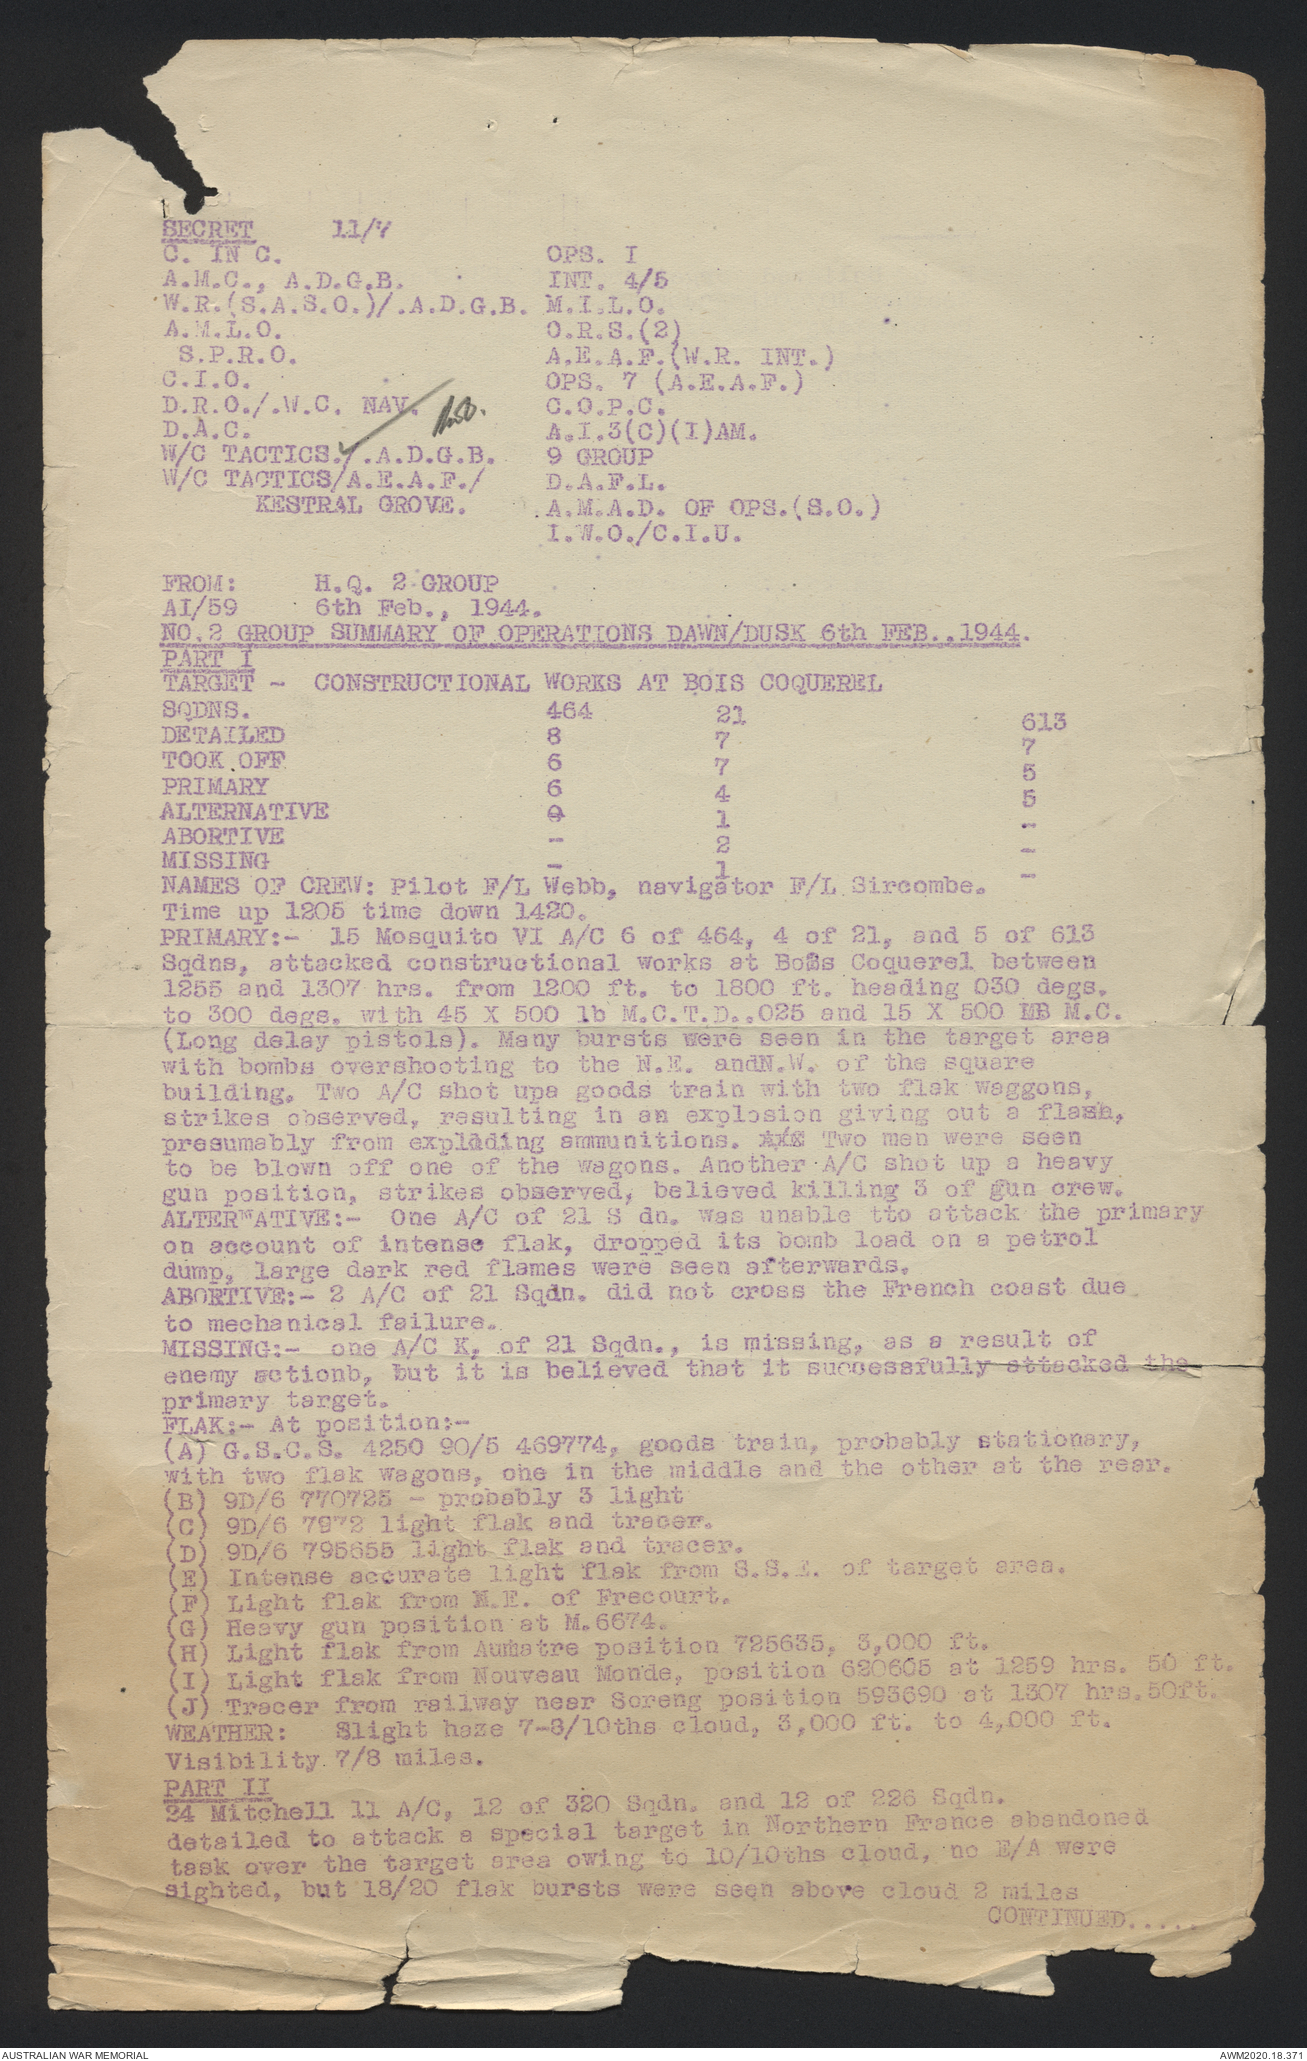 SECRET 11/7
C. IN C. OPS. I
A.M.C., A.D.G.B. INT. 4/5
W.R.(S.A.S.O.)/.A.D.G.B. M.I.L.O.
A.M.L.O. O.R.S.(2)
S.P.R.O. A.E.A.F.(W.R. INT.)
C.I.O. OPS. 7 (A.E.A.F.)
D.R.O./.W.C. NAV. C.O.P.C.
D.A.C. A.I.3(C)(I)AM.
W/C TACTICS./.A.D.G.B. 9 GROUP
W/C TACTICS/A.E.A.F./ D.A.F.L.
KESTRAL GROVE. A.M.A.D. OF OPS.(S.O.)
I.W.O./C.I.U.
FROM: H.Q. 2 GROUP
AI/59 6th Feb., 1944.
NO.2 GROUP SUMMARY OF OPERATIONS DAWN/DUSK 6th FEB.,1944.
PART I
TARGET - CONSTRUCTIONAL WORKS AT BOIS COQUEREL
SQDNS. 464 21 613
DETAILED 8 7 7
TOOK OFF 6 7 5
PRIMARY 6 4 5
ALTERNATIVE 0 1 -
ABORTIVE - 2 -
MISSING - 1 -
NAMES OF CREW: Pilot F/L Webb, navigator F/L Sircombe.
Time up 1205 time down 1420.
PRIMARY:- 15 Mosquito VI A/C 6 of 464, 4 of 21, and 5 of 613
Sqdns, attacked constructional works at Bois Coquerel between
1255 and 1307 hrs. from 1200 ft. to 1800 ft. heading 030 degs.
to 300 degs. with 45 X 500 lb M.C.T.D..025 and 15 X 500 LB M.C.
(Long delay pistols). Many bursts were seen in the target area
with bombs overshooting to the N.E. andN.W. of the square
building. Two A/C shot upa goods train with two flak waggons,
strikes observed, resulting in an explosion giving out a flash,
presumably from explading ammunitions. Two men were seen
to be blown off one of the wagons. Another A/C shot up a heavy
gun position, strikes observed, believed killing 3 of gun crew.
ALTERNATIVE:- One A/C of 21 S dn. was unable tto attack the primary
on account of intense flak, dropped its bomb load on a petrol
dump, large dark red flames were seen afterwards.
ABORTIVE:- 2 A/C of 21 Sqdn. did not cross the French coast due
to mechanical failure.
MISSING:- one A/C K, of 21 Sqdn., is missing, as a result of
enemy actionb, but it is believed that it successfully attacked the
primary target.
FLAK:- At position:-
(A) G.S.C.S. 4250 90/5 469774, goods train, probably stationary,
with two flak wagons, one in the middle and the other at the rear.
(B) 9D/6 770725 - probably 3 light
(C) 9D/6 7972 light flak and tracer.
(D) 9D/6 795655 light flak and tracer.
(E) Intense accurate light flak from S.S.E. of target area.
(F) Light flak from N.E. of Frecourt.
(G) Heavy gun position at M.6674.
(H) Light flak from Aumatre position 725635, 3,000 ft.
(I) Light flak from Nouveau Monde, position 620605 at 1259 hrs. 50 ft.
(J) Tracer from railway near Soreng position 593690 at 1307 hrs.50ft.
WEATHER: Slight haze 7-8/10ths cloud, 3,000 ft. to 4,000 ft.
Visibility 7/8 miles.
PART II
24 Mitchell 11 A/C, 12 of 320 Sqdn. and 12 of 226 Sqdn.
detailed to attack a special target in Northern France abandoned
task over the target area owing to 10/10ths cloud, no E/A were
sighted, but 18/20 flak bursts were seen above cloud 2 miles
CONTINUED.....
AUSTRALIAN WAR MEMORIAL AWM2020.18.371